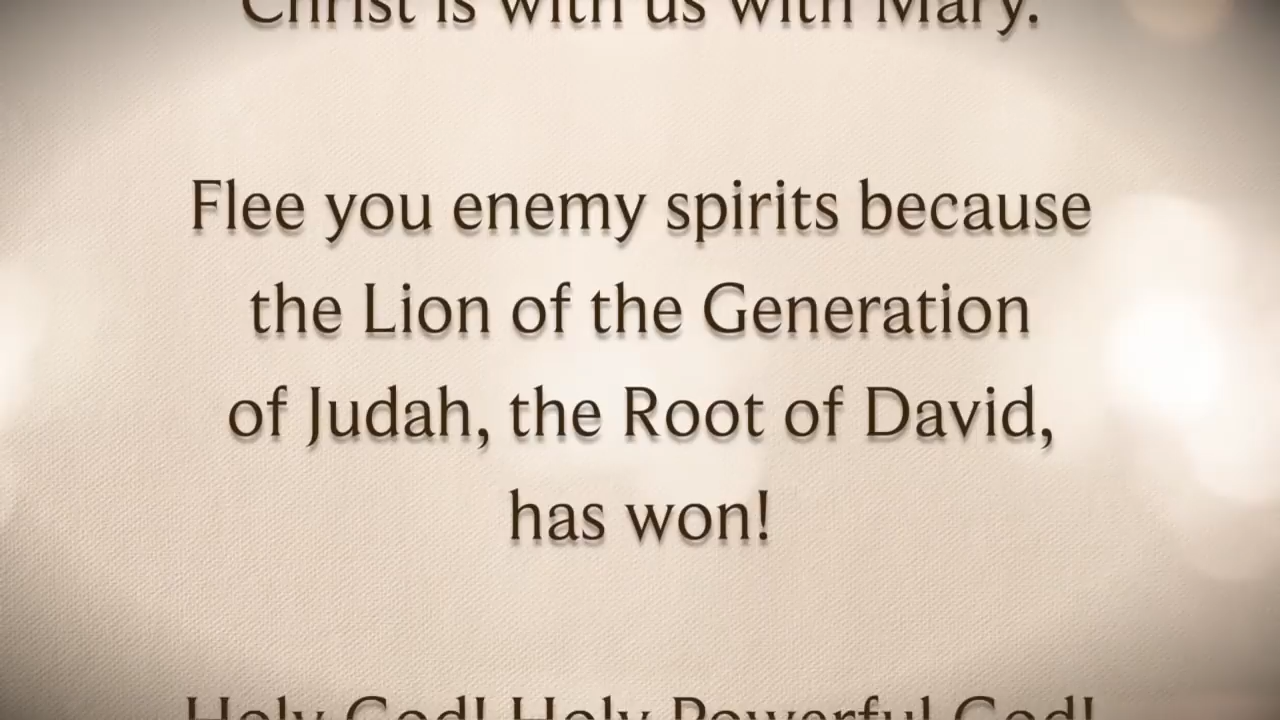 Christ is with us with Mary.
Flee you enemy spirits because
the Lion of the Generation
of Judah, the Root of David,
has won!
Holy God! Holy Powerful God!